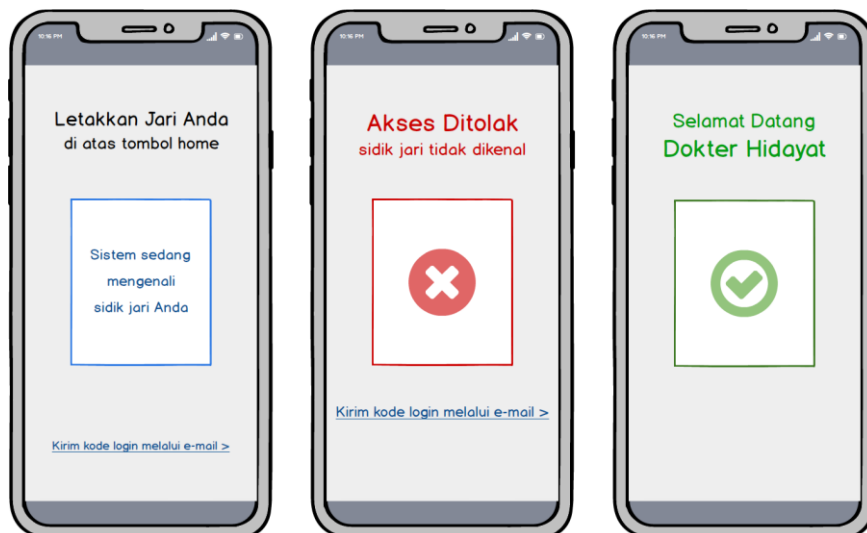 10:16 PM
Letakkan Jari Anda
di atas tombol home
Sistem sedang
mengenali
sidik jari Anda
Kirim kode login melalui e-mail >
10:16 PM
Akses Ditolak
sidik jari tidak dikenal
Kirim kode login melalui e-mail >
10:16 PM
Selamat Datang
Dokter Hidayat